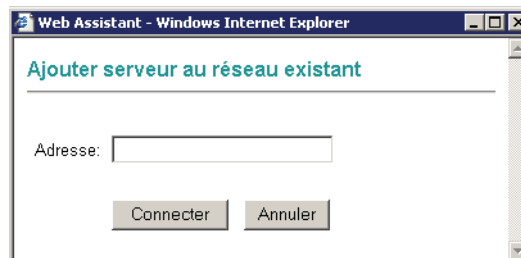 Web Assistant - Windows Internet Explorer
Ajouter serveur au réseau existant
Adresse:
Connecter Annuler